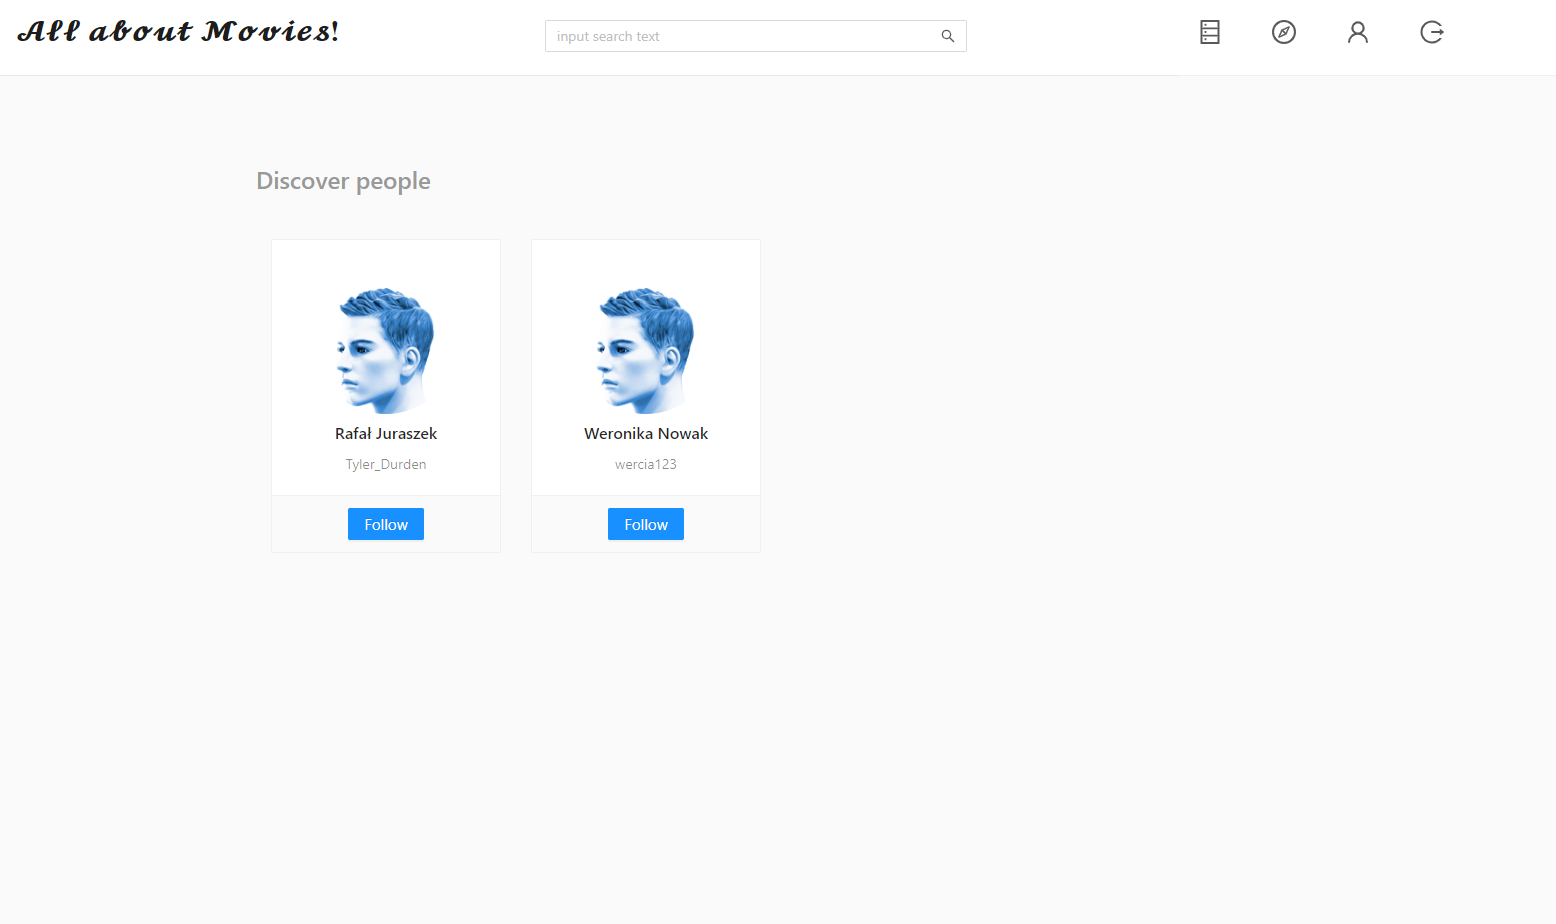 All about Movies!
input search text
Discover people
Rafał Juraszek
Tyler_Durden
Follow
Weronika Nowak
wercia123
Follow